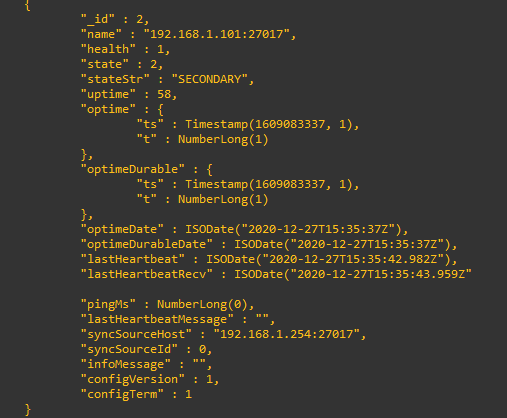 {
"_id" : 2,
"name" : "192.168.1.101:27017",
"health" : 1,
"state" : 2,
"stateStr" : "SECONDARY",
"uptime" : 58,
"optime" : {
"ts" : Timestamp(1609083337, 1),
"t" : NumberLong(1)
},
"optimeDurable" : {
"ts" : Timestamp(1609083337, 1),
"t" : NumberLong(1)
},
"optimeDate" : ISODate("2020-12-27T15:35:37Z"),
"optimeDurableDate" : ISODate("2020-12-27T15:35:37Z"),
"lastHeartbeat" : ISODate("2020-12-27T15:35:42.982Z"),
"lastHeartbeatRecv" : ISODate("2020-12-27T15:35:43.959Z"
"pingMs" : NumberLong(0),
"lastHeartbeatMessage" : "",
"syncSourceHost" : "192.168.1.254:27017",
"syncSourceId" : 0,
"infoMessage" : "",
"configVersion" : 1,
"configTerm" : 1
}